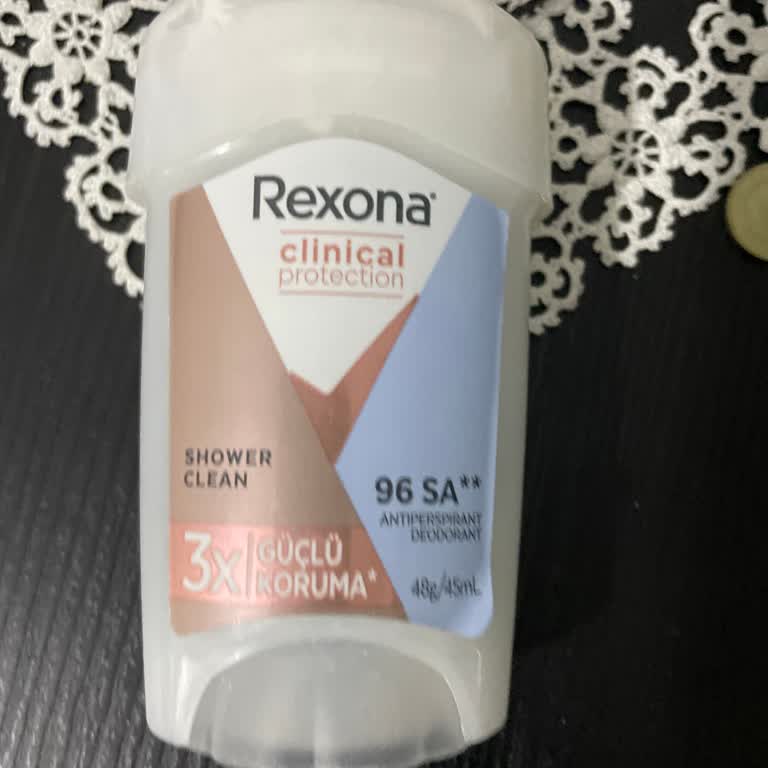 Rexona
clinical
protection
SHOWER
CLEAN
96 SA**
ANTIPERSPIRANT
DEODORANT
3x GÜÇLÜ
KORUMA*
48g/45mL